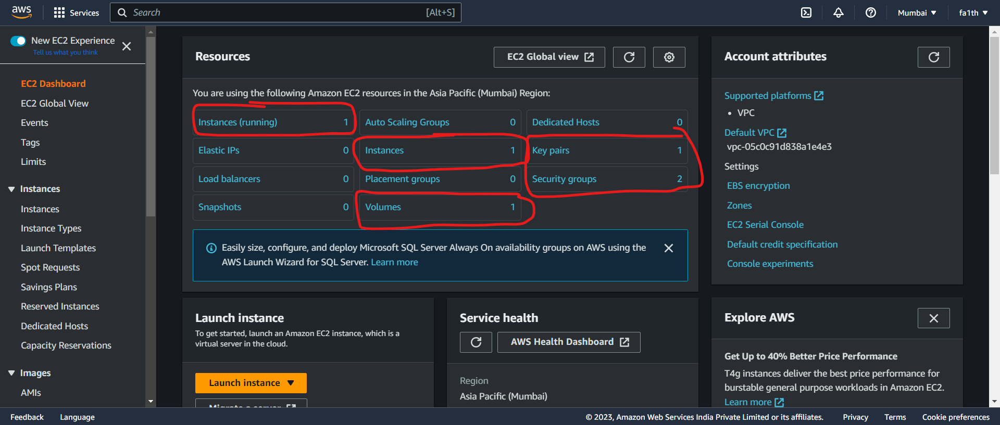 aws
Services
Search
[Alt+S]
Mumbai
fa1th
New EC2 Experience
Tell us what you think
EC2 Dashboard
EC2 Global View
Events
Tags
Limits
Instances
Instances
Instance Types
Launch Templates
Spot Requests
Savings Plans
Reserved Instances
Dedicated Hosts
Capacity Reservations
Images
AMIs
Resources
EC2 Global view
You are using the following Amazon EC2 resources in the Asia Pacific (Mumbai) Region:
Instances (running) 1
Auto Scaling Groups 0
Dedicated Hosts 0
Elastic IPs 0
Instances 1
Key pairs 1
Load balancers 0
Placement groups 0
Security groups 2
Snapshots 0
Volumes 1
Easily size, configure, and deploy Microsoft SQL Server Always On availability groups on AWS using the
AWS Launch Wizard for SQL Server. Learn more
Launch instance
To get started, launch an Amazon EC2 instance, which is a
virtual server in the cloud.
Launch instance
Migrate a server
Service health
AWS Health Dashboard
Region
Asia Pacific (Mumbai)
Account attributes
Supported platforms
• VPC
Default VPC
vpc-05c0c91d838a1e4e3
Settings
EBS encryption
Zones
EC2 Serial Console
Default credit specification
Console experiments
Explore AWS
Get Up to 40% Better Price Performance
T4g instances deliver the best price performance for
burstable general purpose workloads in Amazon EC2.
Learn more
Feedback
Language
© 2023, Amazon Web Services India Private Limited or its affiliates.
Privacy
Terms
Cookie preferences